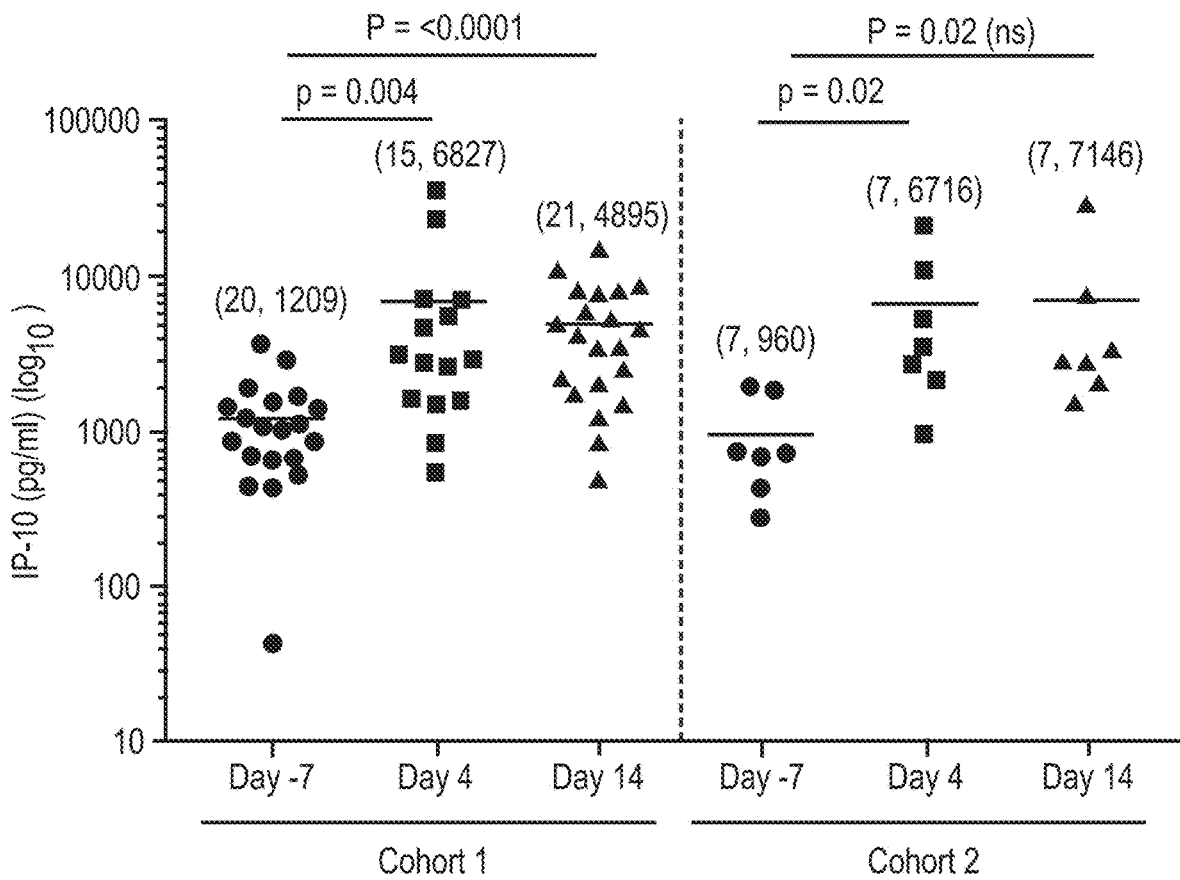 P = <0.0001
P = 0.02 (ns)
p = 0.004
p = 0.02
100000
10000
1000
100
10
IP-10 (pg/ml) (log10)
(20, 1209)
(15, 6827)
(21, 4895)
(7, 960)
(7, 6716)
(7, 7146)
Day -7
Day 4
Day 14
Day -7
Day 4
Day 14
Cohort 1
Cohort 2